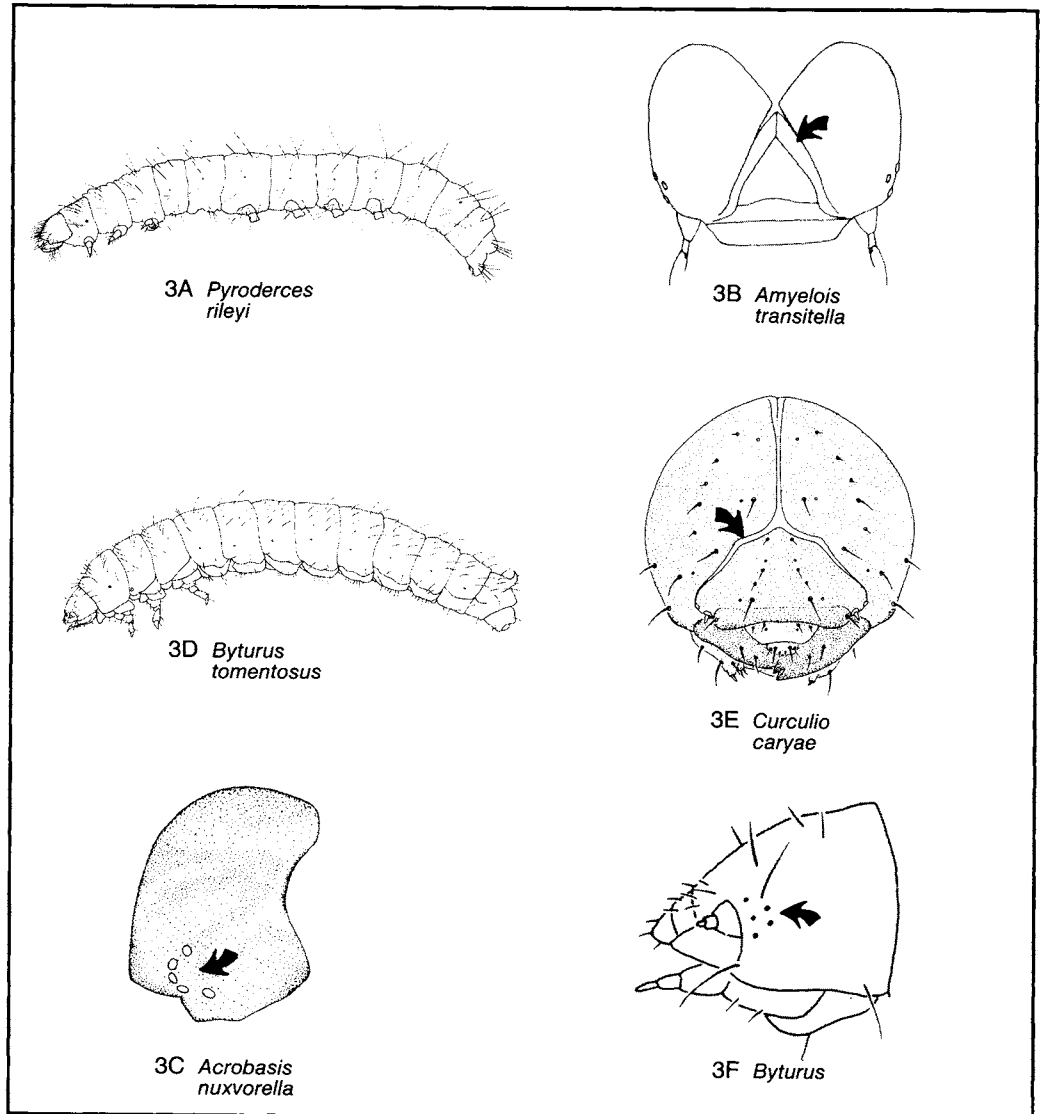 3A Pyroderces
rileyi
3B Amyelois
transitella
3D Byturus
tomentosus
3E Curculio
caryae
3C Acrobasis
nuxvorella
3F Byturus